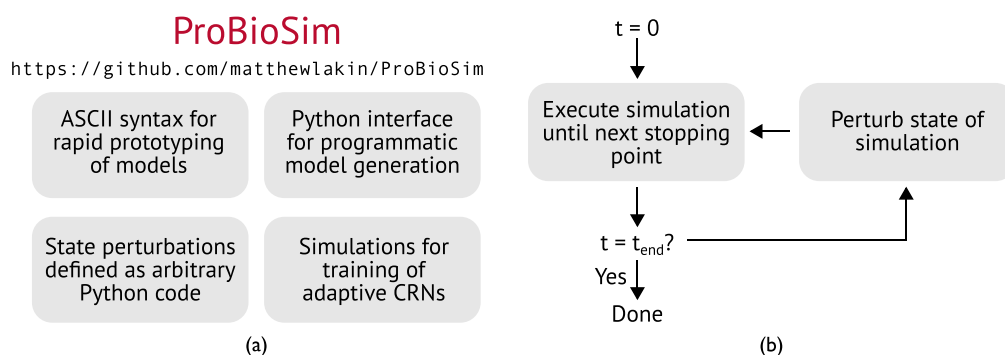 ProBioSim
https://github.com/matthewlakin/ProBioSim
ASCII syntax for
rapid prototyping
of models
Python interface
for programmatic
model generation
State perturbations
defined as arbitrary
Python code
Simulations for
training of
adaptive CRNs
(a)
t = 0
Execute simulation
until next stopping
point
Perturb state of
simulation
t = tend?
Yes
Done
(b)